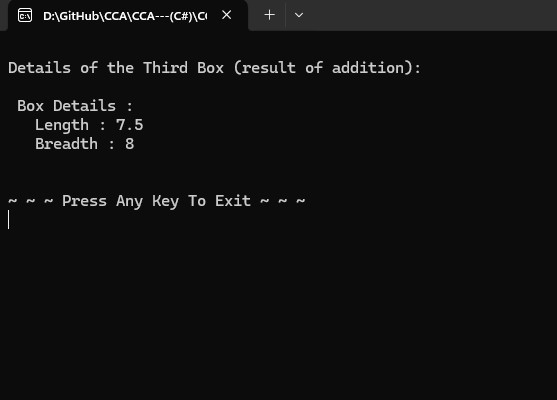 D:\GitHub\CCA\CCA---(C#)\C
Details of the Third Box (result of addition):
Box Details :
Length : 7.5
Breadth : 8
~ ~ ~ Press Any Key To Exit ~ ~ ~